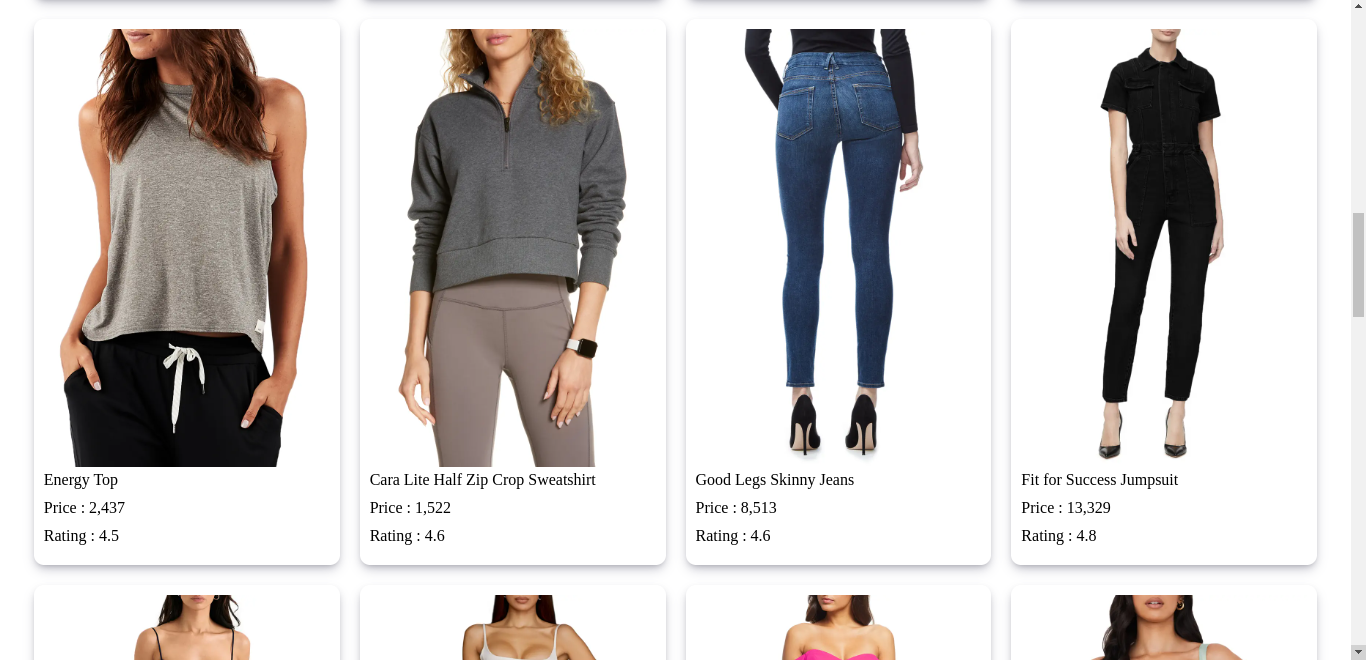 Energy Top
Price : 2,437
Rating : 4.5
Cara Lite Half Zip Crop Sweatshirt
Price : 1,522
Rating : 4.6
Good Legs Skinny Jeans
Price : 8,513
Rating : 4.6
Fit for Success Jumpsuit
Price : 13,329
Rating : 4.8